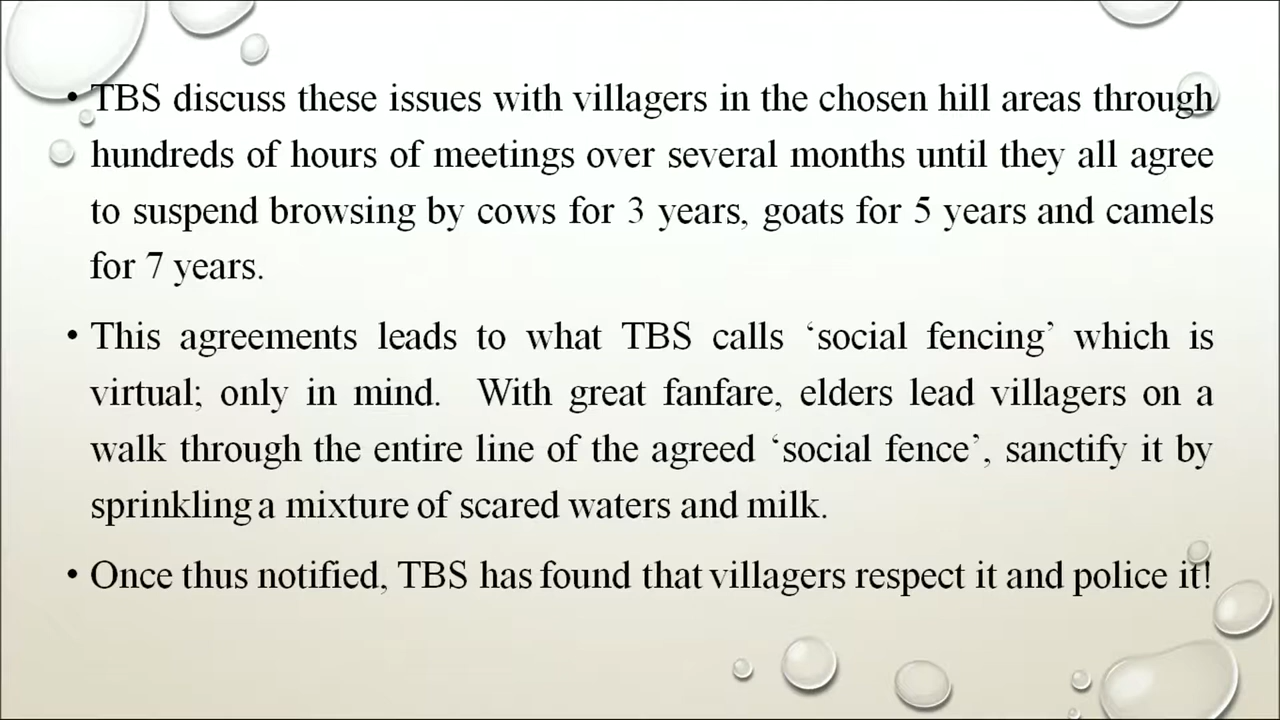 • TBS discuss these issues with villagers in the chosen hill areas through
hundreds of hours of meetings over several months until they all agree
to suspend browsing by cows for 3 years, goats for 5 years and camels
for 7 years.
• This agreements leads to what TBS calls ‘social fencing’ which is
virtual; only in mind. With great fanfare, elders lead villagers on a
walk through the entire line of the agreed ‘social fence’, sanctify it by
sprinkling a mixture of scared waters and milk.
• Once thus notified, TBS has found that villagers respect it and police it!